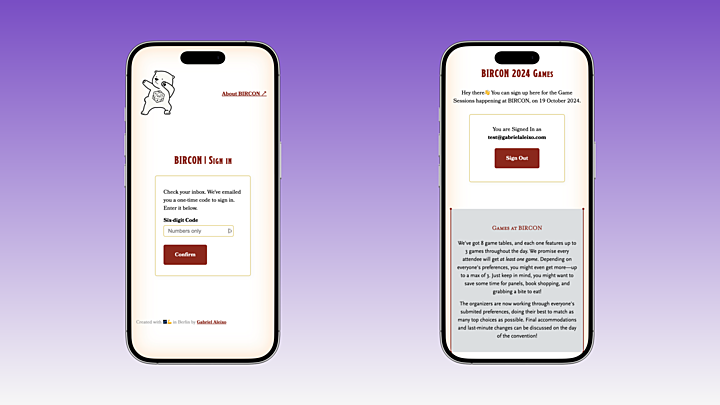 About BIRCON ↗
BIRCON | Sign in
Check your inbox. We've emailed
you a one-time code to sign in.
Enter it below.
Six-digit Code
Numbers only
Confirm
in Berlin by Gabriel Aleixo
BIRCON 2024 Games
Hey there👋 You can sign up here for the Game
Sessions happening at BIRCON, on 19 October 2024.
You are Signed In as
test@gabrielaleixo.com
Sign Out
Games at BIRCON
We've got 8 game tables, and each one features up to
3 games throughout the day. We promise every
attendee will get at least one game. Depending on
everyone's preferences, you might even get more—up
to a max of 3. Just keep in mind, you might want to
save some time for panels, book shopping, and
grabbing a bite to eat!
The organizers are now working through everyone's
submited preferences, doing their best to match as
many top choices as possible. Final accommodations
and last-minute changes can be discussed on the day
of the convention!